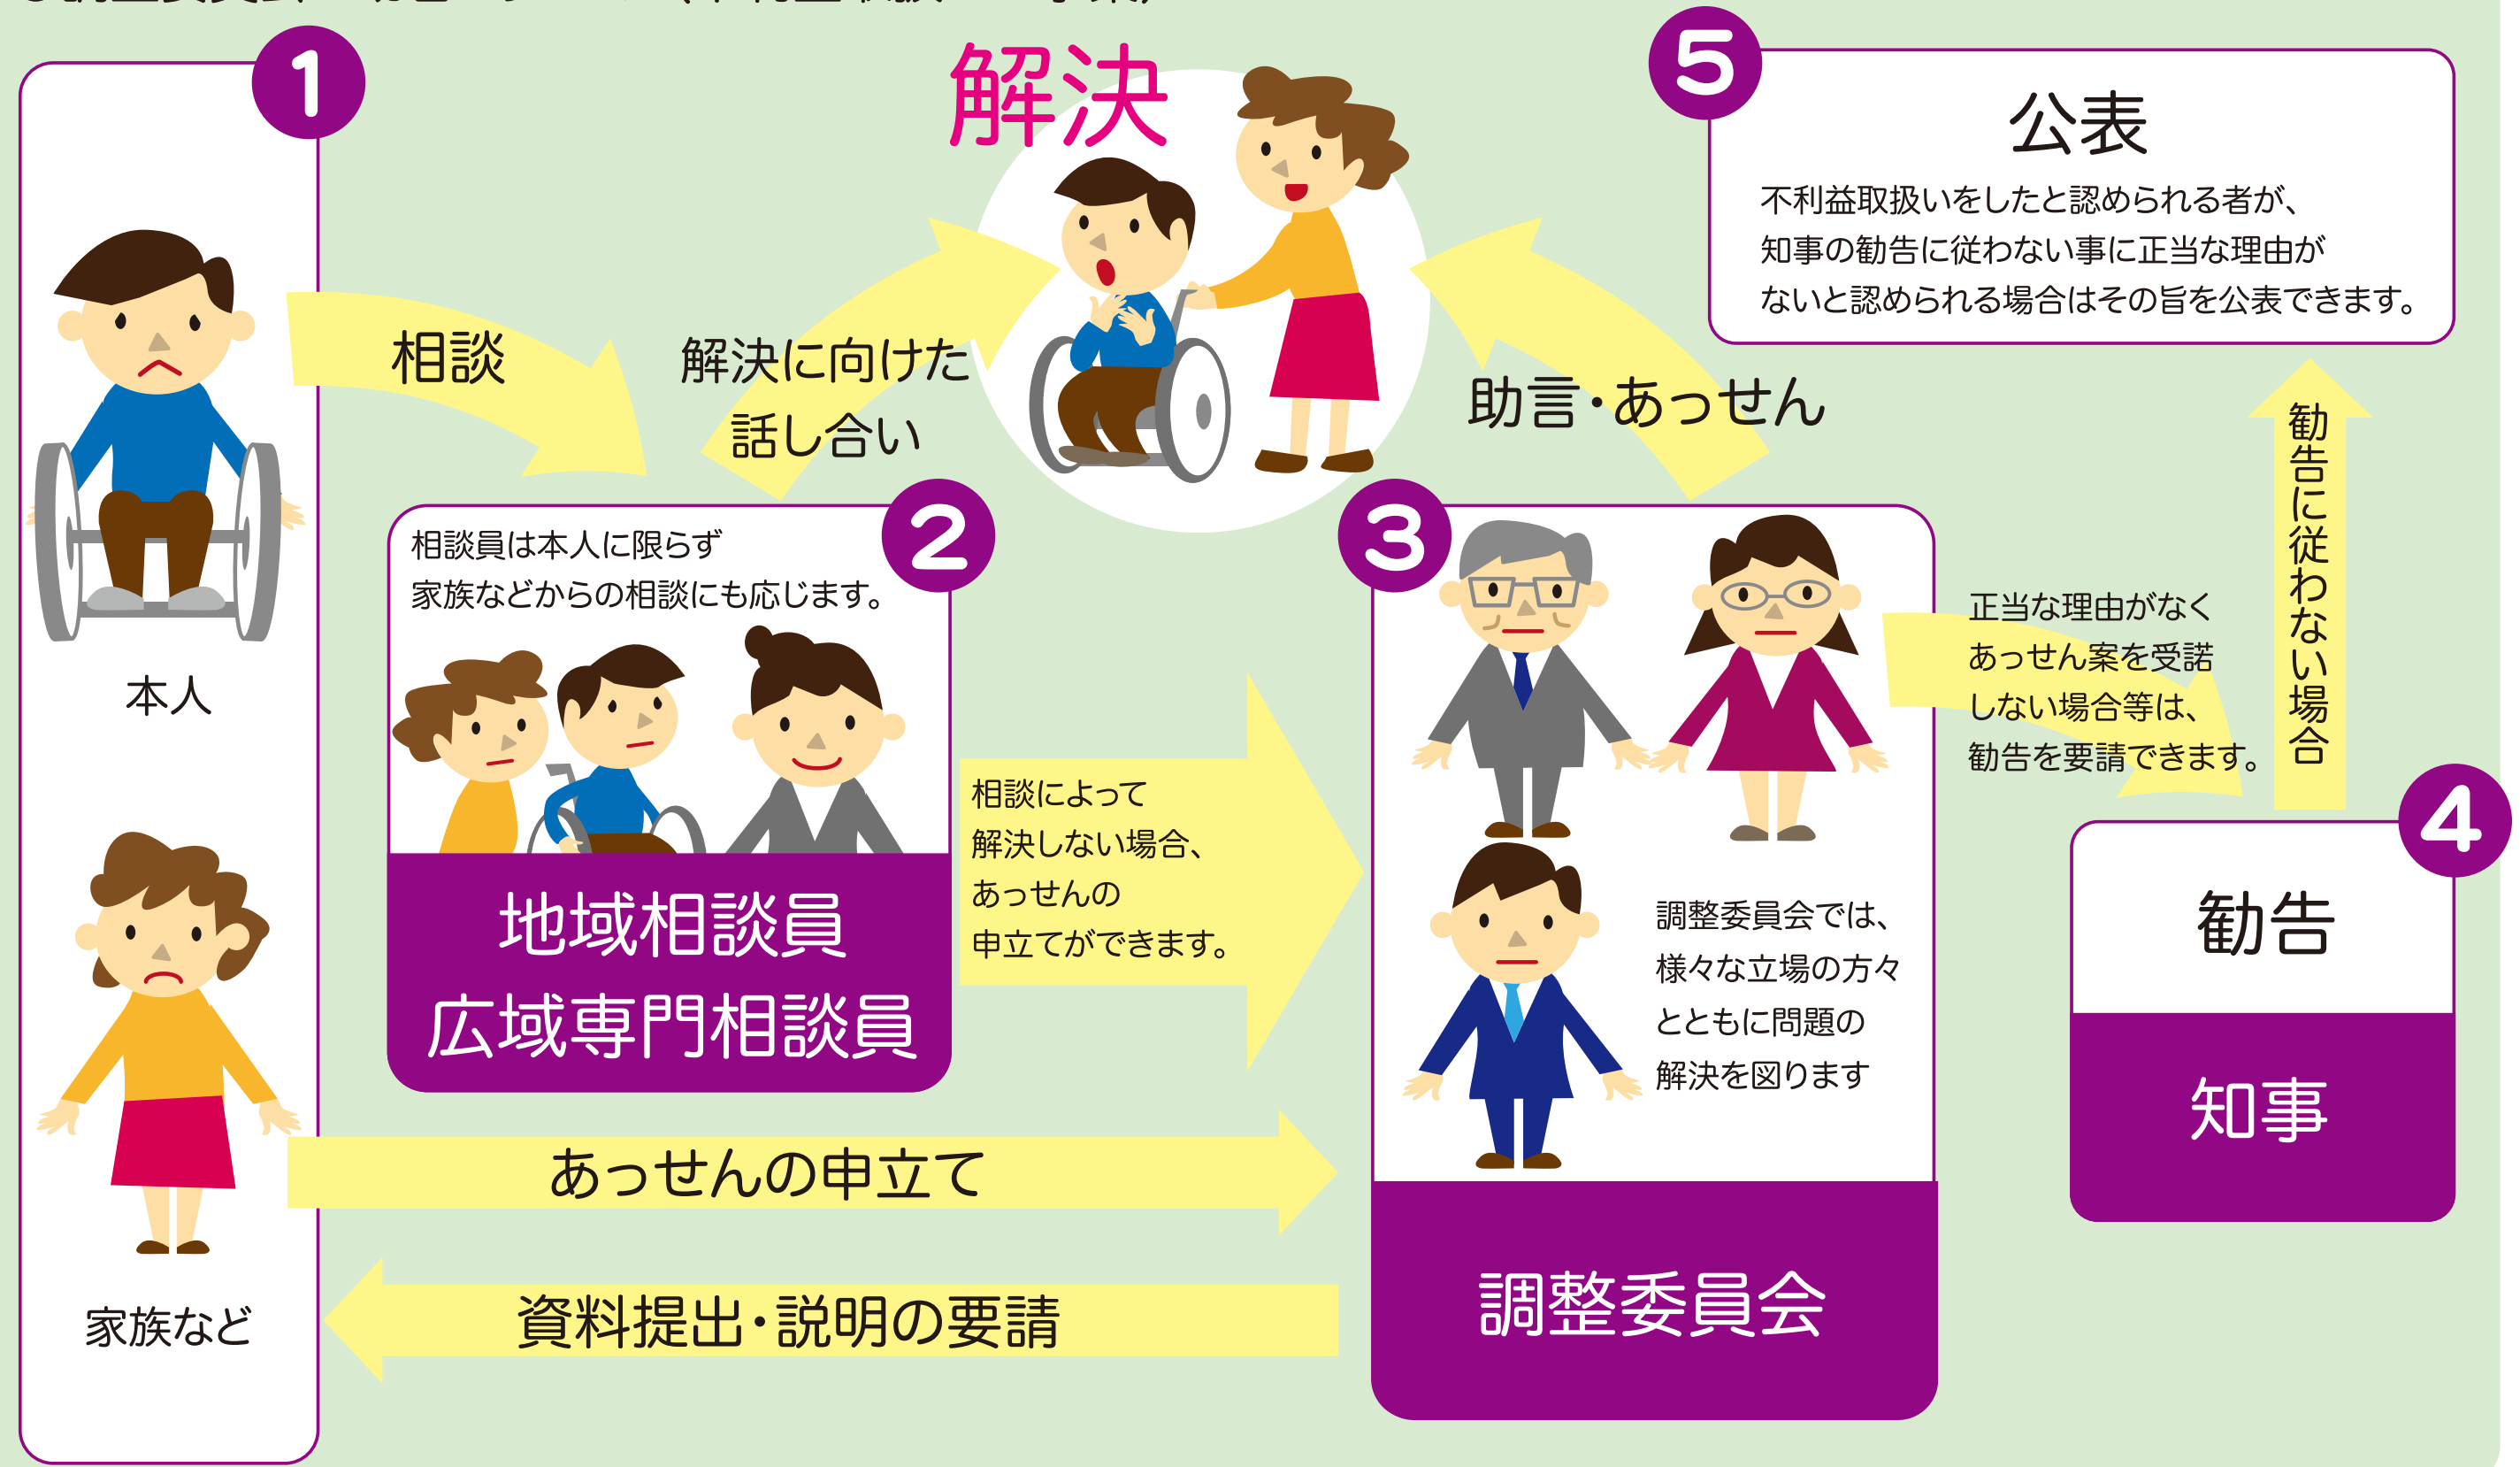 1
本人
家族など
相談
解決に向けた
話し合い
解決
助言・あっせん
2
相談員は本人に限らず
家族などからの相談にも応じます。
地域相談員
広域専門相談員
相談によって
解決しない場合、
あっせんの
申立てができます。
あっせんの申立て
資料提出・説明の要請
3
調整委員会では、
様々な立場の方々
とともに問題の
解決を図ります
調整委員会
正当な理由がなく
あっせん案を受諾
しない場合等は、
勧告を要請できます。
4
勧告
知事
勧告に従わない場合
5
公表
不利益取扱いをしたと認められる者が、
知事の勧告に従わない事に正当な理由が
ないと認められる場合はその旨を公表できます。